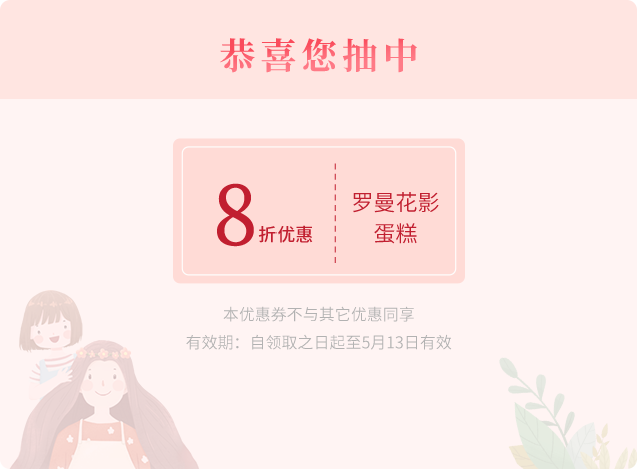 恭喜您抽中
8折优惠
罗曼花影
蛋糕
本优惠券不与其它优惠同享
有效期：自领取之日起至5月13日有效